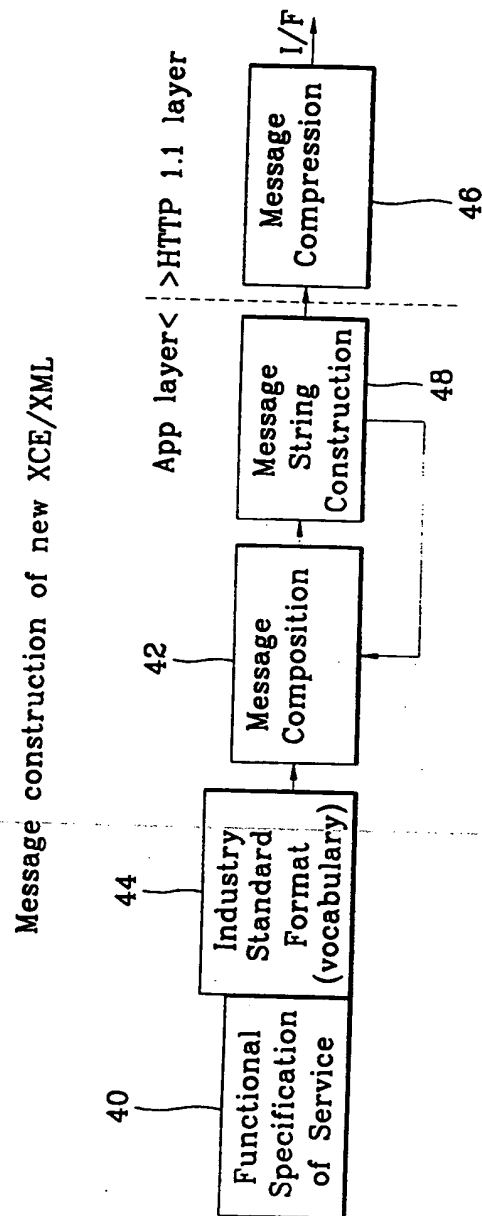 Message construction of new XCE/XML
App layer< >HTTP 1.1 layer
40
Functional
Specification
of Service
44
Industry
Standard
Format
(vocabulary)
42
Message
Composition
Message
String
Construction
48
Message
Compression
46
I/F